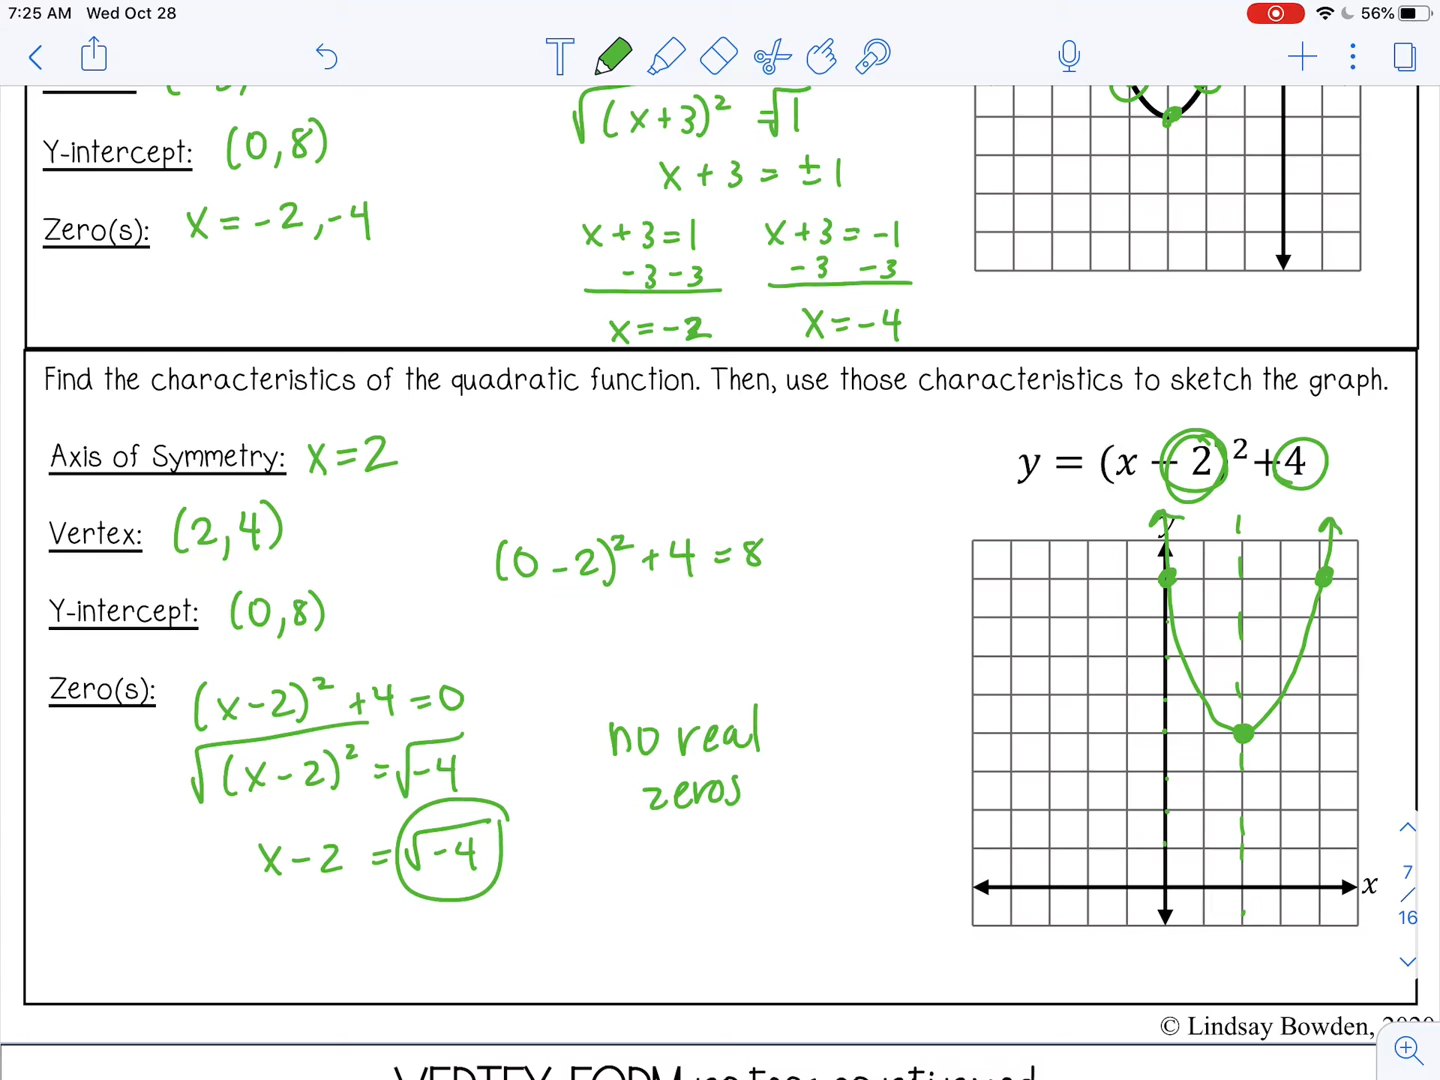 7:25 AM Wed Oct 28
56%
T
√(x+3)² = √1
Y-intercept: (0,8)
x + 3 = ± 1
Zero(s): x = -2, -4
x + 3 = 1 x + 3 = -1
-3 -3 -3 -3
x = -2 x = -4
Find the characteristics of the quadratic function. Then, use those characteristics to sketch the graph.
Axis of Symmetry: x = 2
y = (x − 2)² + 4
Vertex: (2,4)
(0 - 2)² + 4 = 8
y
Y-intercept: (0,8)
Zero(s): (x-2)² + 4 = 0
√(x-2)² = √-4
no real
zeros
x - 2 = √-4
x
7
/
16
© Lindsay Bowden,
VERTEX FORM